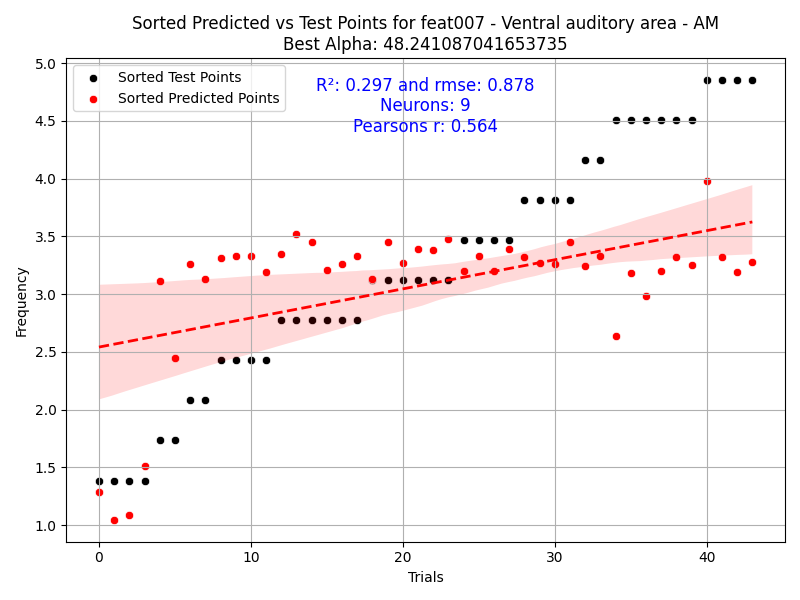 Sorted Predicted vs Test Points for feat007 - Ventral auditory area - AM
Best Alpha: 48.241087041653735
Sorted Test Points
Sorted Predicted Points
R²: 0.297 and rmse: 0.878
Neurons: 9
Pearsons r: 0.564
5.0
4.5
4.0
3.5
3.0
2.5
2.0
1.5
1.0
Frequency
0 10 20 30 40
Trials